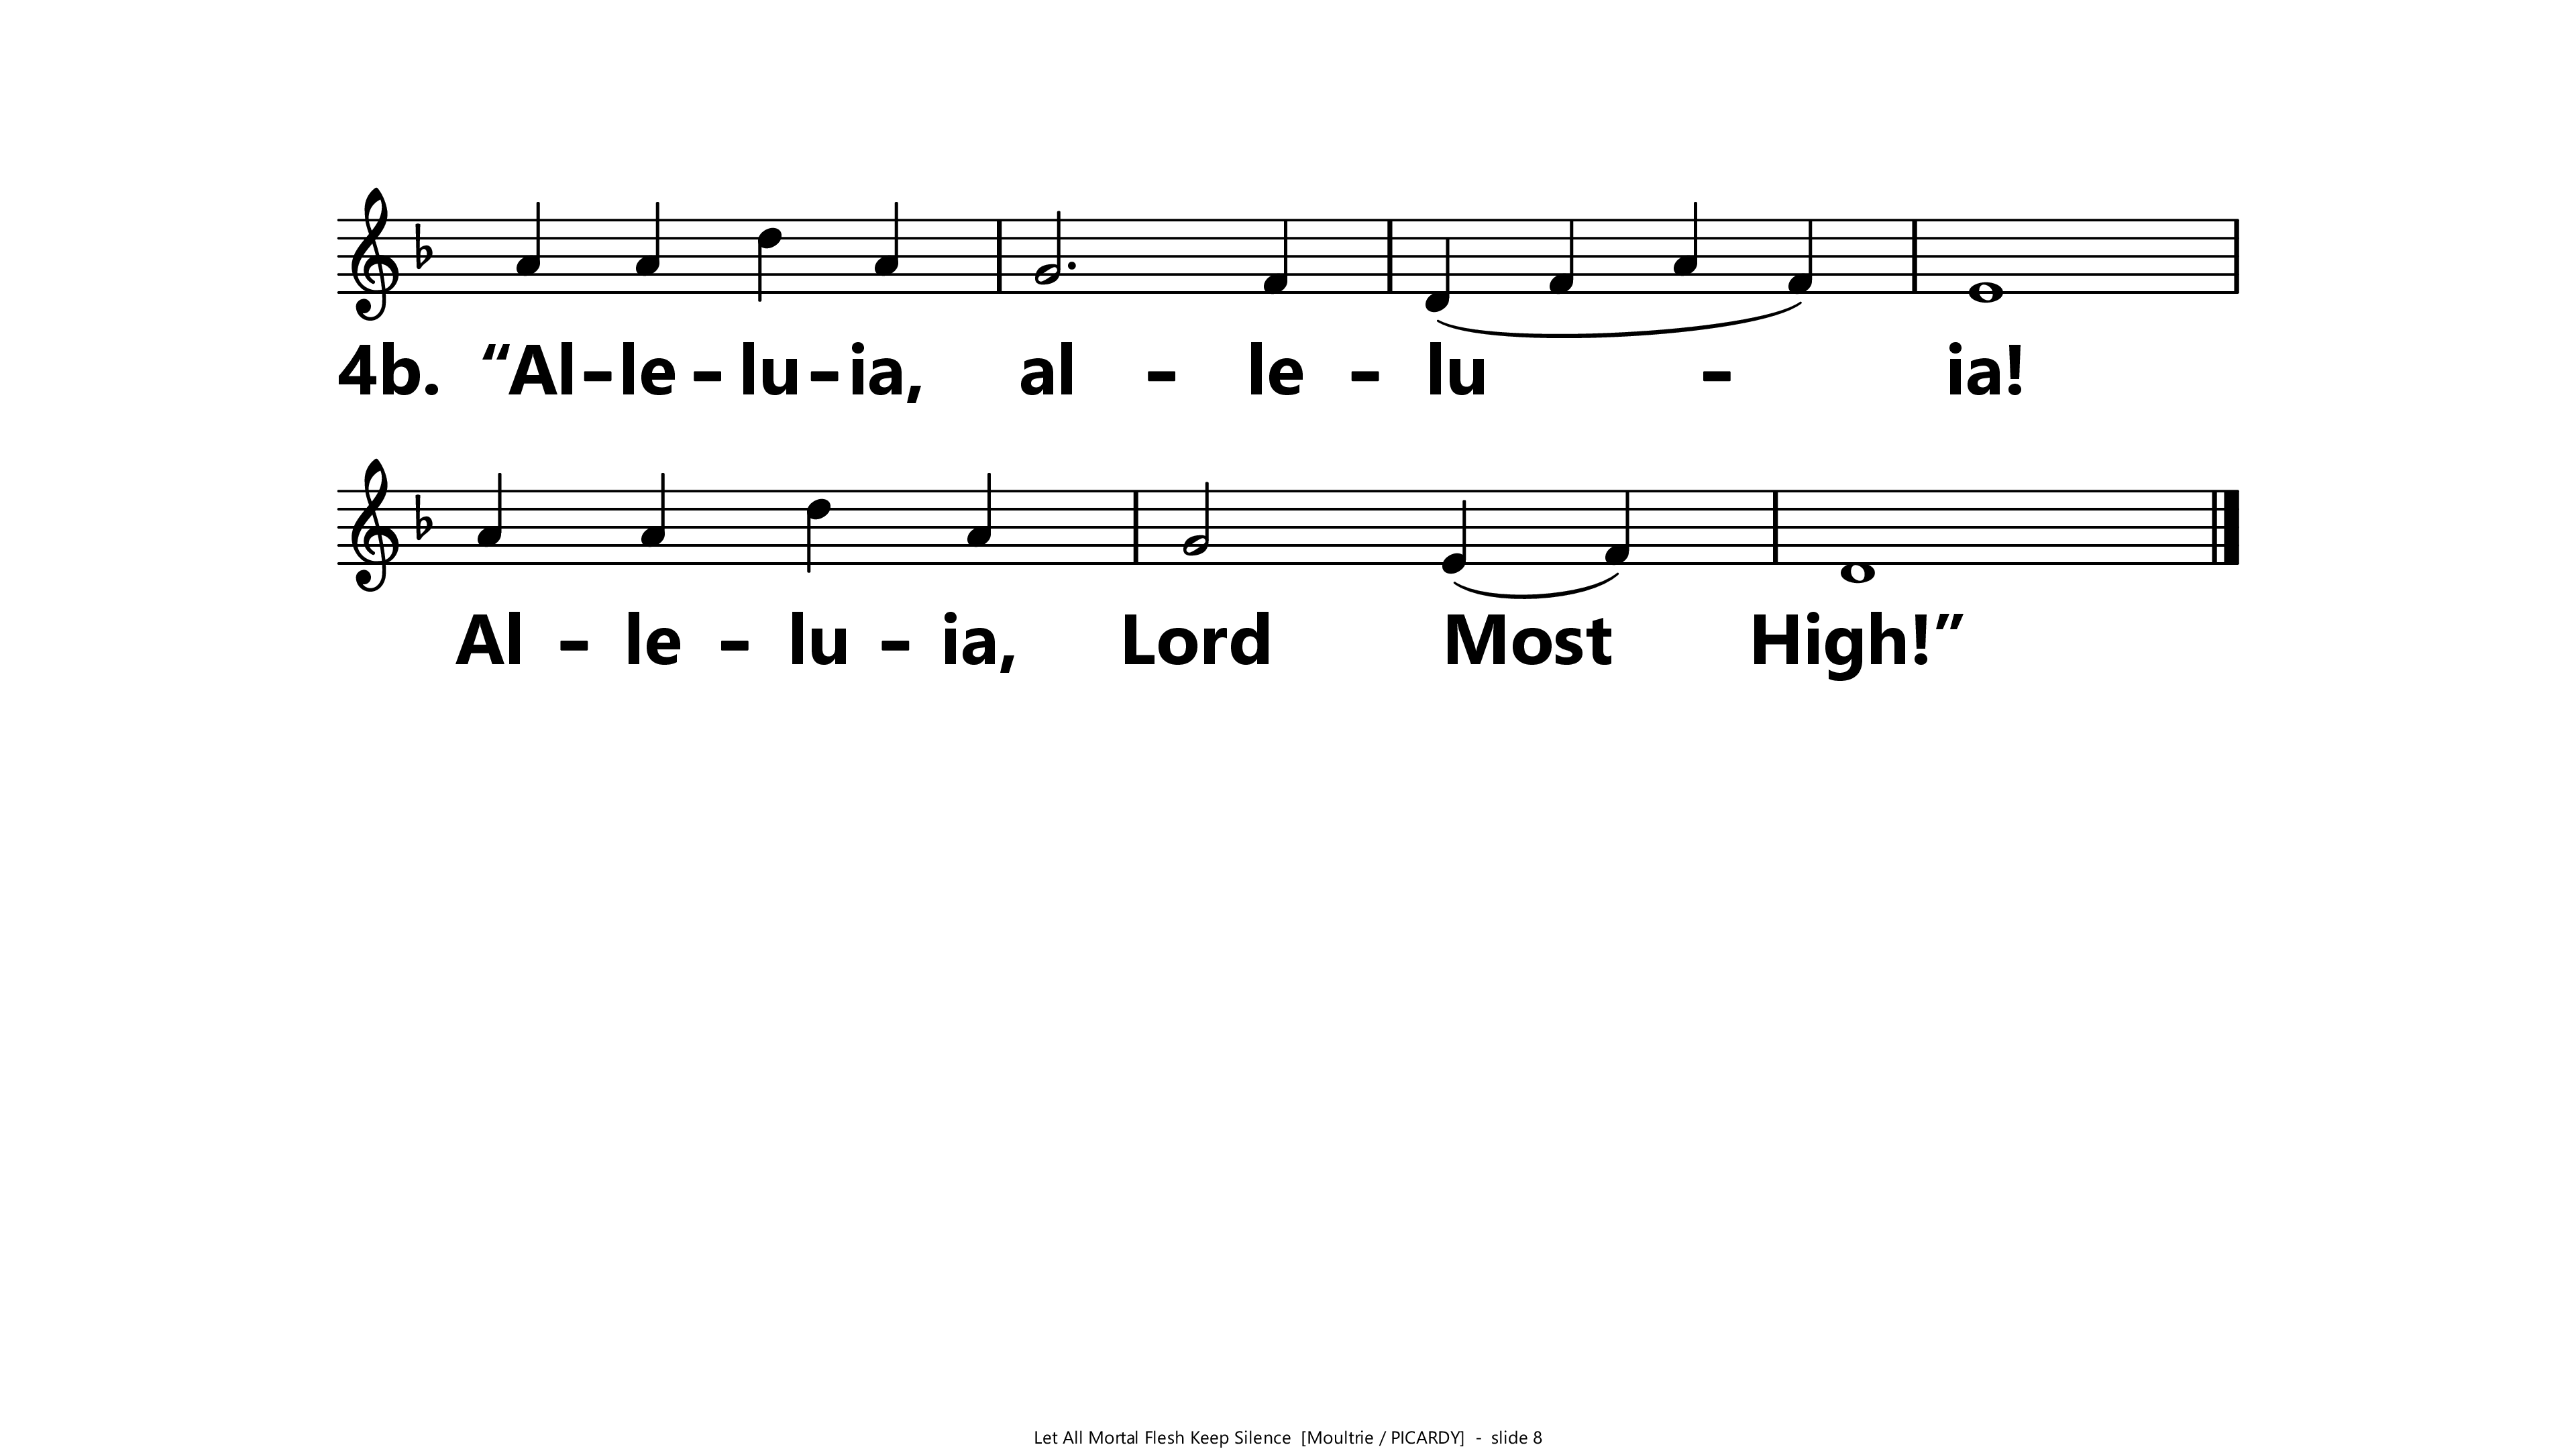 4b. “Al–le – lu–ia, al – le – lu – ia!
Al – le – lu – ia, Lord Most High!”
Let All Mortal Flesh Keep Silence [Moultrie / PICARDY] - slide 8